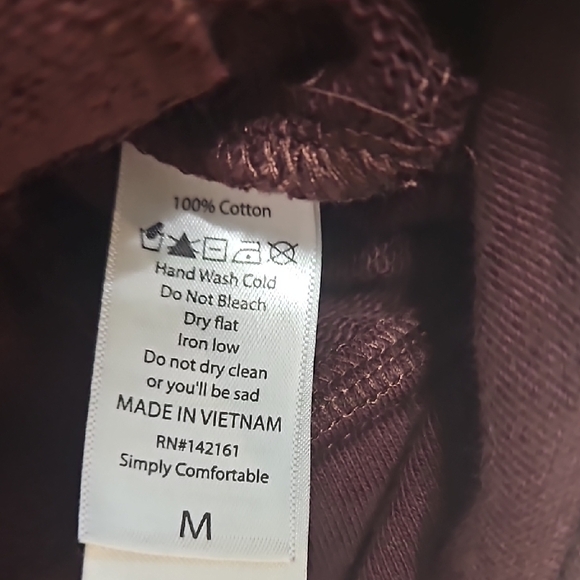 100% Cotton
Hand Wash Cold
Do Not Bleach
Dry flat
Iron low
Do not dry clean
or you'll be sad
MADE IN VIETNAM
RN#142161
Simply Comfortable
M